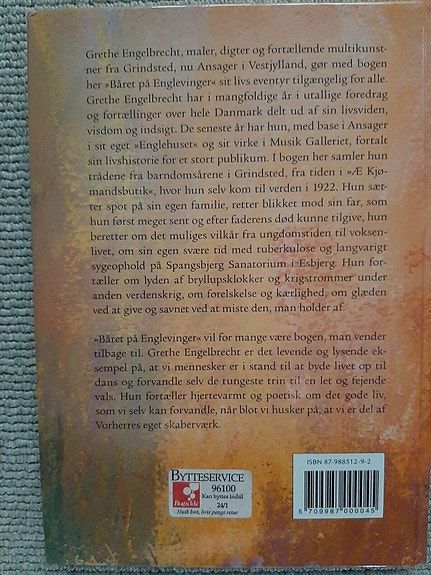 Grethe Engelbrecht, maler, digter og fortællende multikunst-
ner fra Grindsted, nu Ansager i Vestjylland, gør med bogen
her »Båret på Englevinger« sit livs eventyr tilgængelig for alle.
Grethe Engelbrecht har i mangfoldige år i utallige foredrag
og fortællinger over hele Danmark delt ud af sin livsviden,
visdom og indsigt. De seneste år har hun, med base i Ansager
i sit eget »Englehuset« og sit virke i Musik Galleriet, fortalt
sin livshistorie for et stort publikum. I bogen her samler hun
trådene fra barndomsårene i Grindsted, fra tiden i »Æ Kjø-
mandsbutik«, hvor hun selv kom til verden i 1922. Hun sæt-
ter spot på sin egen familie, retter blikket mod sin far, som
hun først meget sent og efter faderens død kunne tilgive, hun
beretter om det muliges vilkår fra ungdomstiden til voksen-
livet, om sin egen svære tid med tuberkulose og langvarigt
sygeophold på Spangsbjerg Sanatorium i Esbjerg. Hun for-
tæller om lyden af bryllupsklokker og krigstrommer under
anden verdenskrig, om forelskelse og kærlighed, om glæden
ved at give og savnet ved at miste den, man holder af.
»Båret på Englevinger« vil for mange være bogen, man vender
tilbage til. Grethe Engelbrecht er det levende og lysende ek-
sempel på, at vi mennesker er i stand til at byde livet op til
dans og forvandle selv de tungeste trin til en let og fejende
vals. Hun fortæller hjertevarmt og poetisk om det gode liv,
som vi selv kan forvandle, når blot vi husker på, at vi er del af
Vorherres eget skaberværk.
BYTTESERVICE
96100
Kan byttes indtil
24/1
Bog&idé
Husk bon, hvis penge retur
ISBN 87-988512-9-2
5 709987 000045